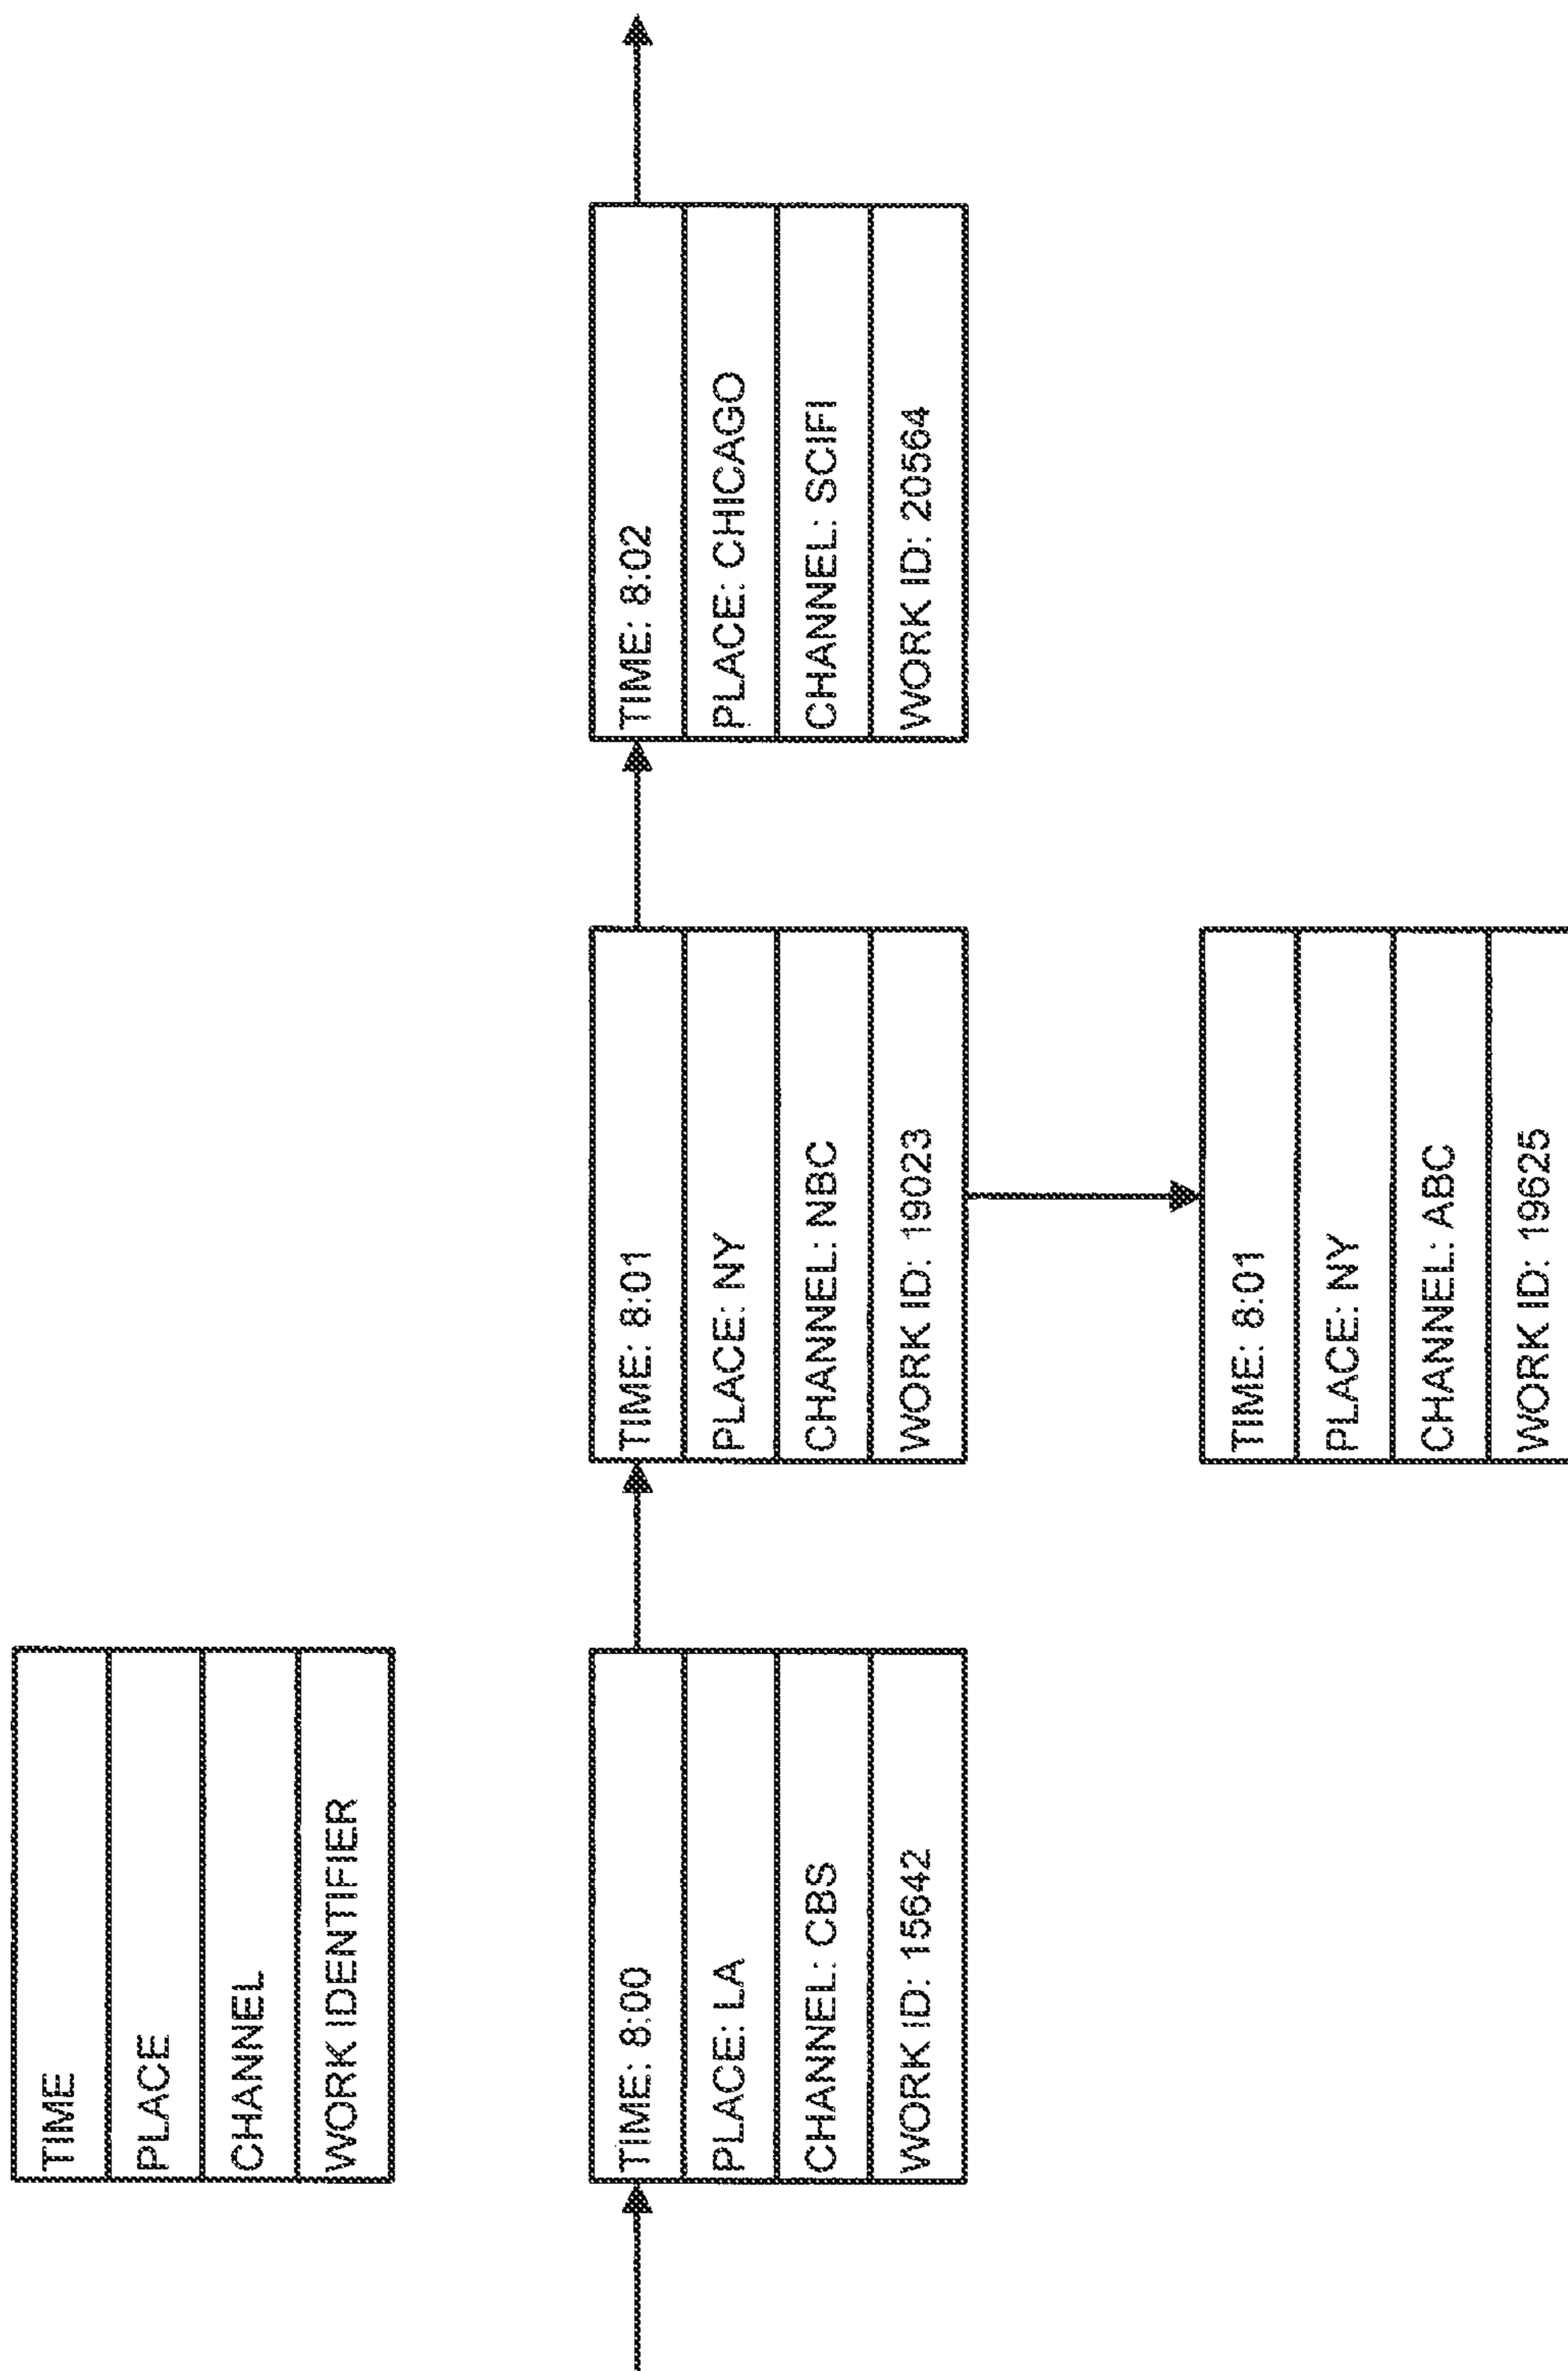 TIME
PLACE
CHANNEL
WORK IDENTIFIER
TIME: 8:00
PLACE: LA
CHANNEL: CBS
WORK ID: 15642
TIME: 8:01
PLACE: NY
CHANNEL: NBC
WORK ID: 19023
TIME: 8:02
PLACE: CHICAGO
CHANNEL: SCIFI
WORK ID: 20564
TIME: 8:01
PLACE: NY
CHANNEL: ABC
WORK ID: 19625